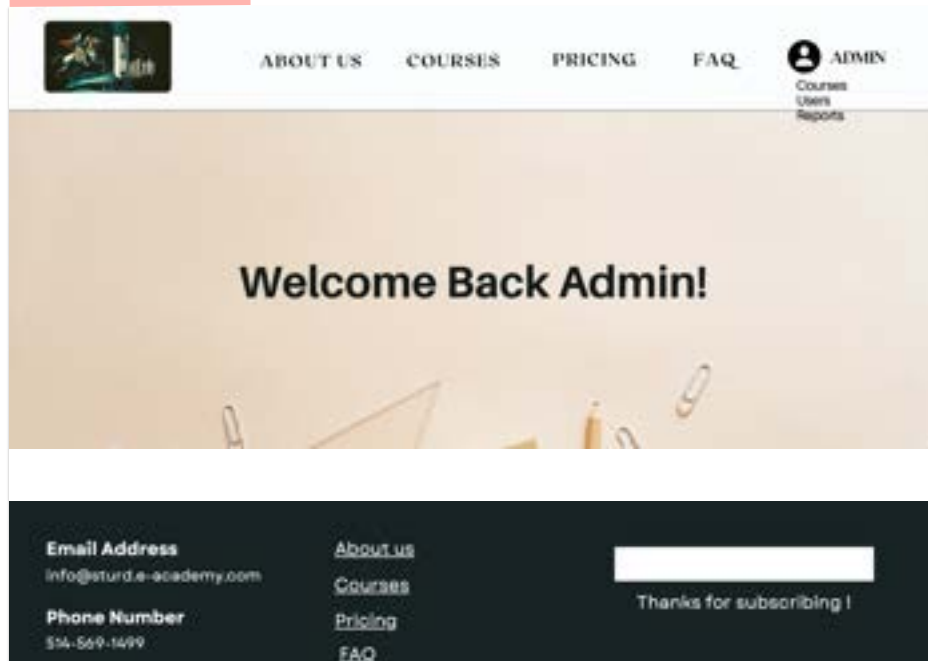 ABOUT US COURSES PRICING FAQ ADMIN
Courses
Users
Reports
Welcome Back Admin!
Email Address
info@sturd.e-academy.com
Phone Number
514-569-1499
About us
Courses
Pricing
FAQ
Thanks for subscribing !